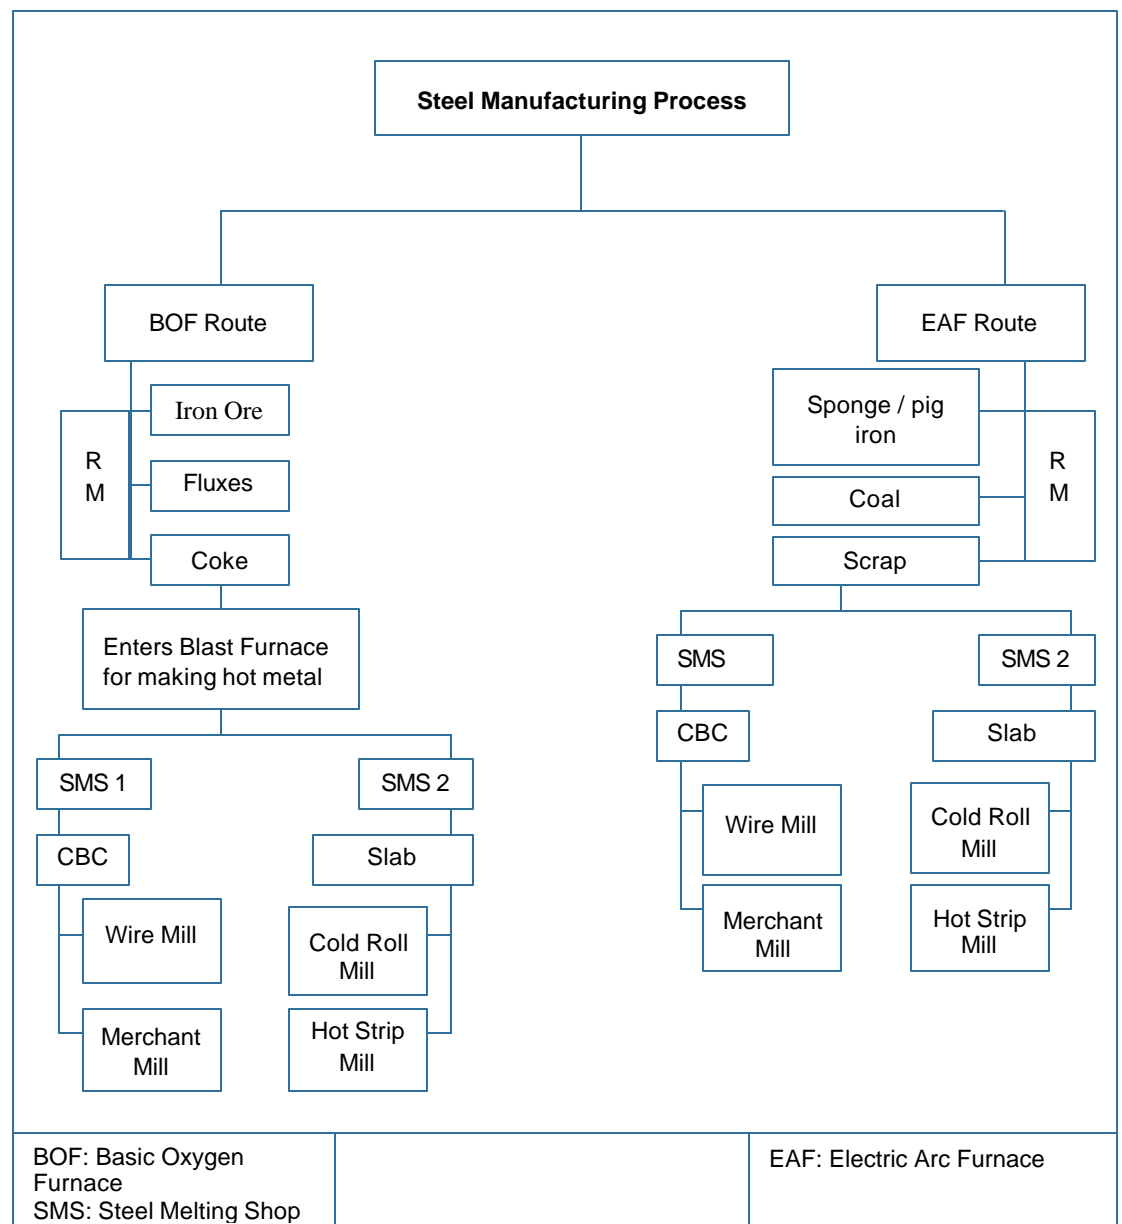 Steel Manufacturing Process
BOF Route
EAF Route
R
M
Iron Ore
Fluxes
Coke
Enters Blast Furnace
for making hot metal
SMS 1
SMS 2
CBC
Slab
Wire Mill
Cold Roll
Mill
Merchant
Mill
Hot Strip
Mill
Sponge / pig
iron
Coal
Scrap
R
M
SMS
SMS 2
CBC
Slab
Wire Mill
Cold Roll
Mill
Merchant
Mill
Hot Strip
Mill
BOF: Basic Oxygen
Furnace
SMS: Steel Melting Shop
EAF: Electric Arc Furnace